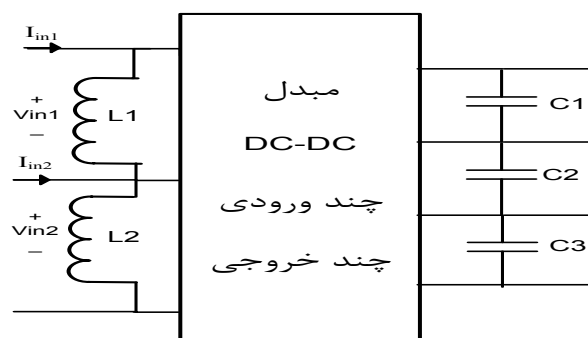 Iin1
+
Vin1
−
L1
Iin2
+
Vin2
−
L2
مبدل
DC-DC
چند ورودی
چند خروجی
C1
C2
C3